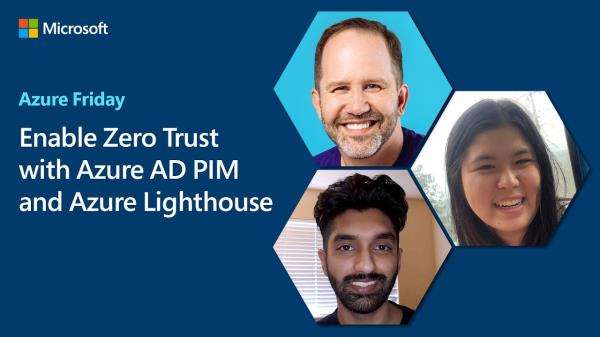 Microsoft
Azure Friday
Enable Zero Trust
with Azure AD PIM
and Azure Lighthouse